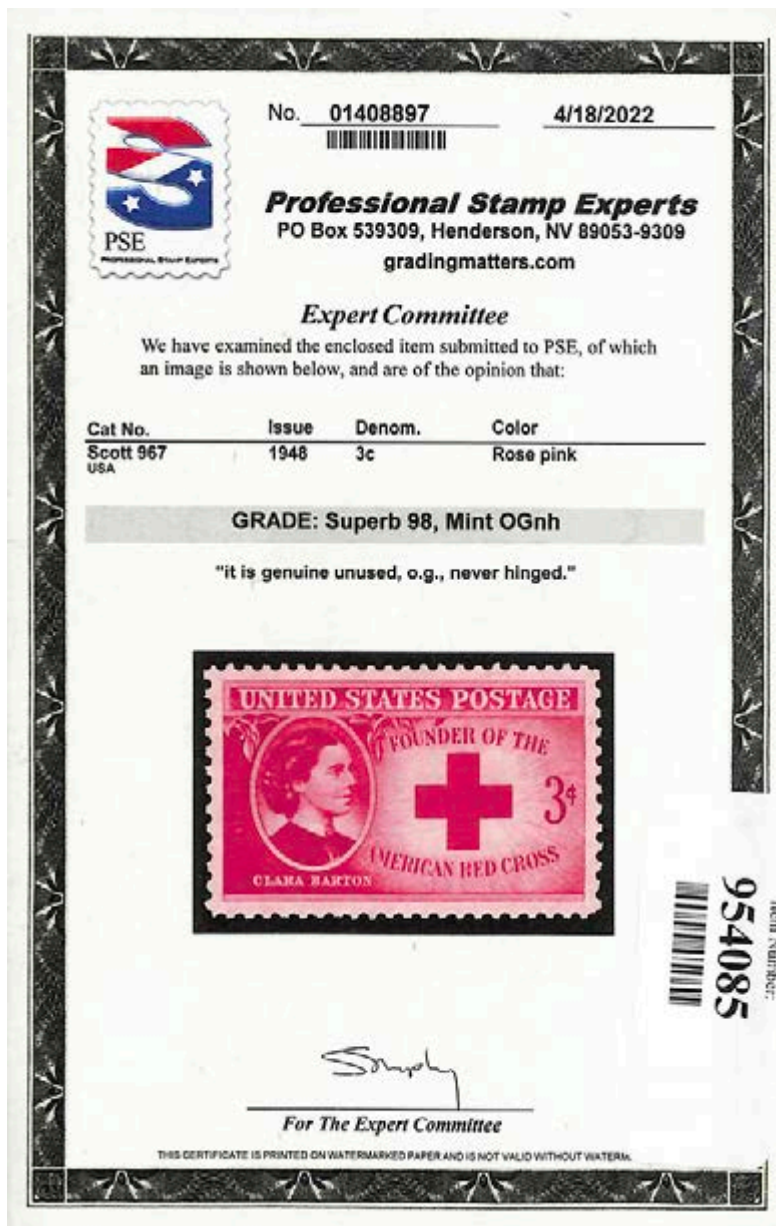 No. 01408897 4/18/2022
PSE
PROFESSIONAL STAMP EXPERTS
Professional Stamp Experts
PO Box 539309, Henderson, NV 89053-9309
gradingmatters.com
Expert Committee
We have examined the enclosed item submitted to PSE, of which
an image is shown below, and are of the opinion that:
Cat No. Issue Denom. Color
Scott 967 1948 3c Rose pink
USA
GRADE: Superb 98, Mint OGnh
"it is genuine unused, o.g., never hinged."
UNITED STATES POSTAGE
FOUNDER OF THE
3¢
AMERICAN RED CROSS
CLARA BARTON
954085
For The Expert Committee
THIS CERTIFICATE IS PRINTED ON WATERMARKED PAPER AND IS NOT VALID WITHOUT WATERM.